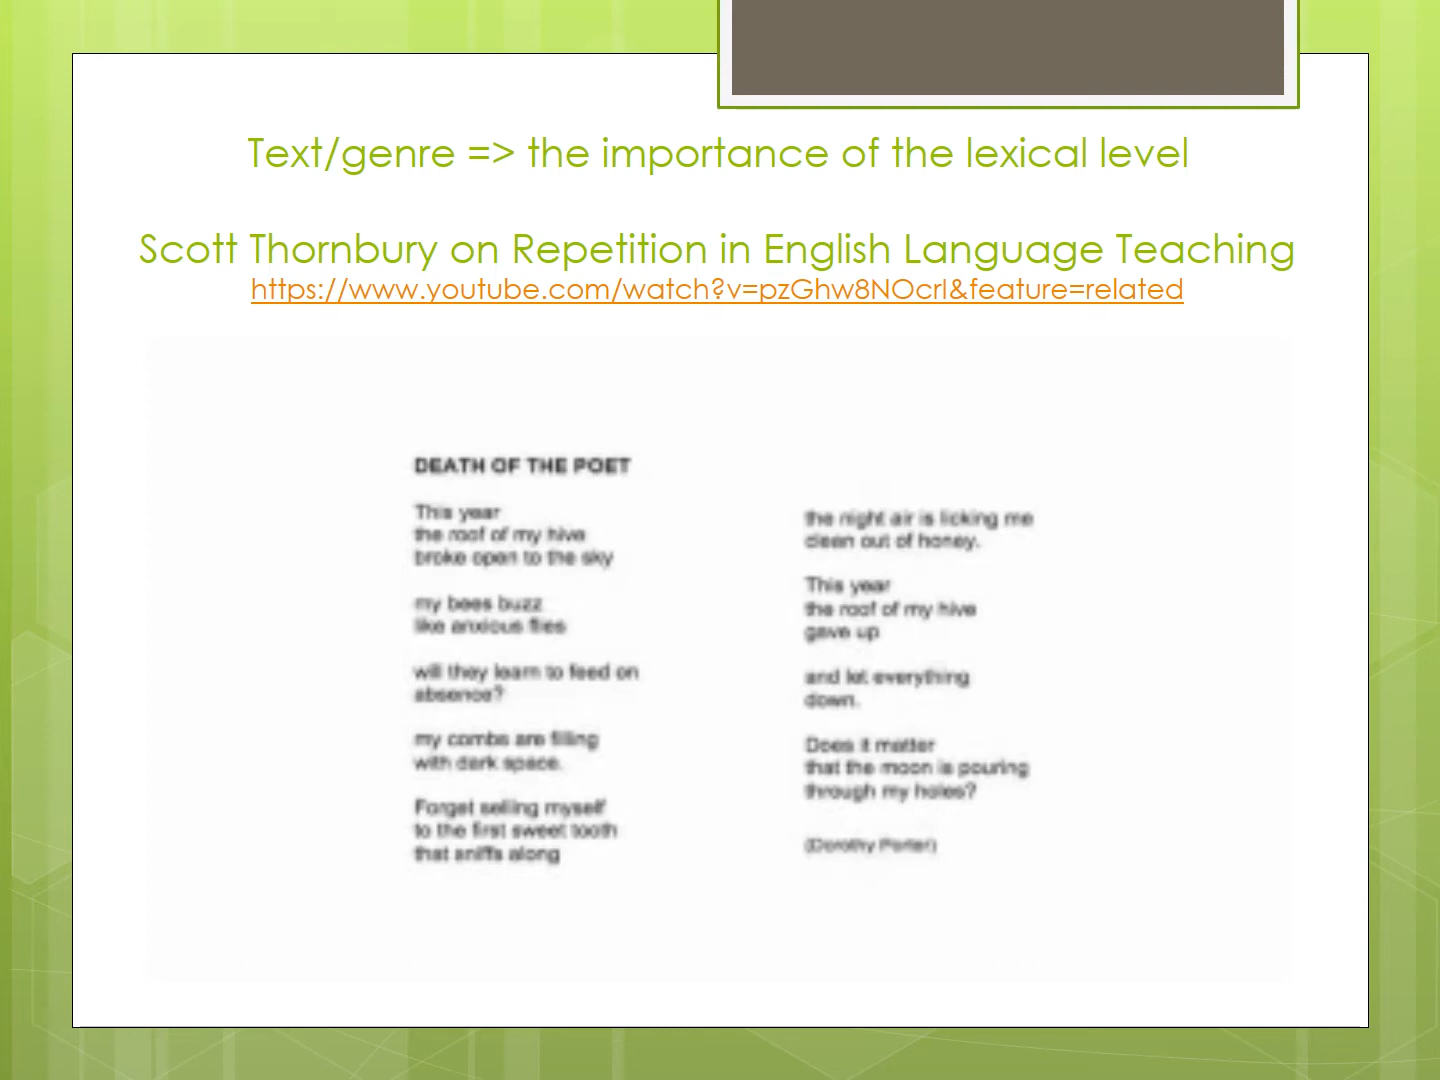 Text/genre => the importance of the lexical level
Scott Thornbury on Repetition in English Language Teaching
https://www.youtube.com/watch?v=pzGhw8NOcrI&feature=related
DEATH OF THE POET
This year
the roof of my hive
broke open to the sky
my bees buzz
like anxious flies
will they learn to feed on
absence?
my combs are filling
with dark space.
Forget selling myself
to the first sweet tooth
that sniffs along
the night air is licking me
clean out of honey.
This year
the roof of my hive
gave up
and let everything
down.
Does it matter
that the moon is pouring
through my holes?
(Dorothy Porter)